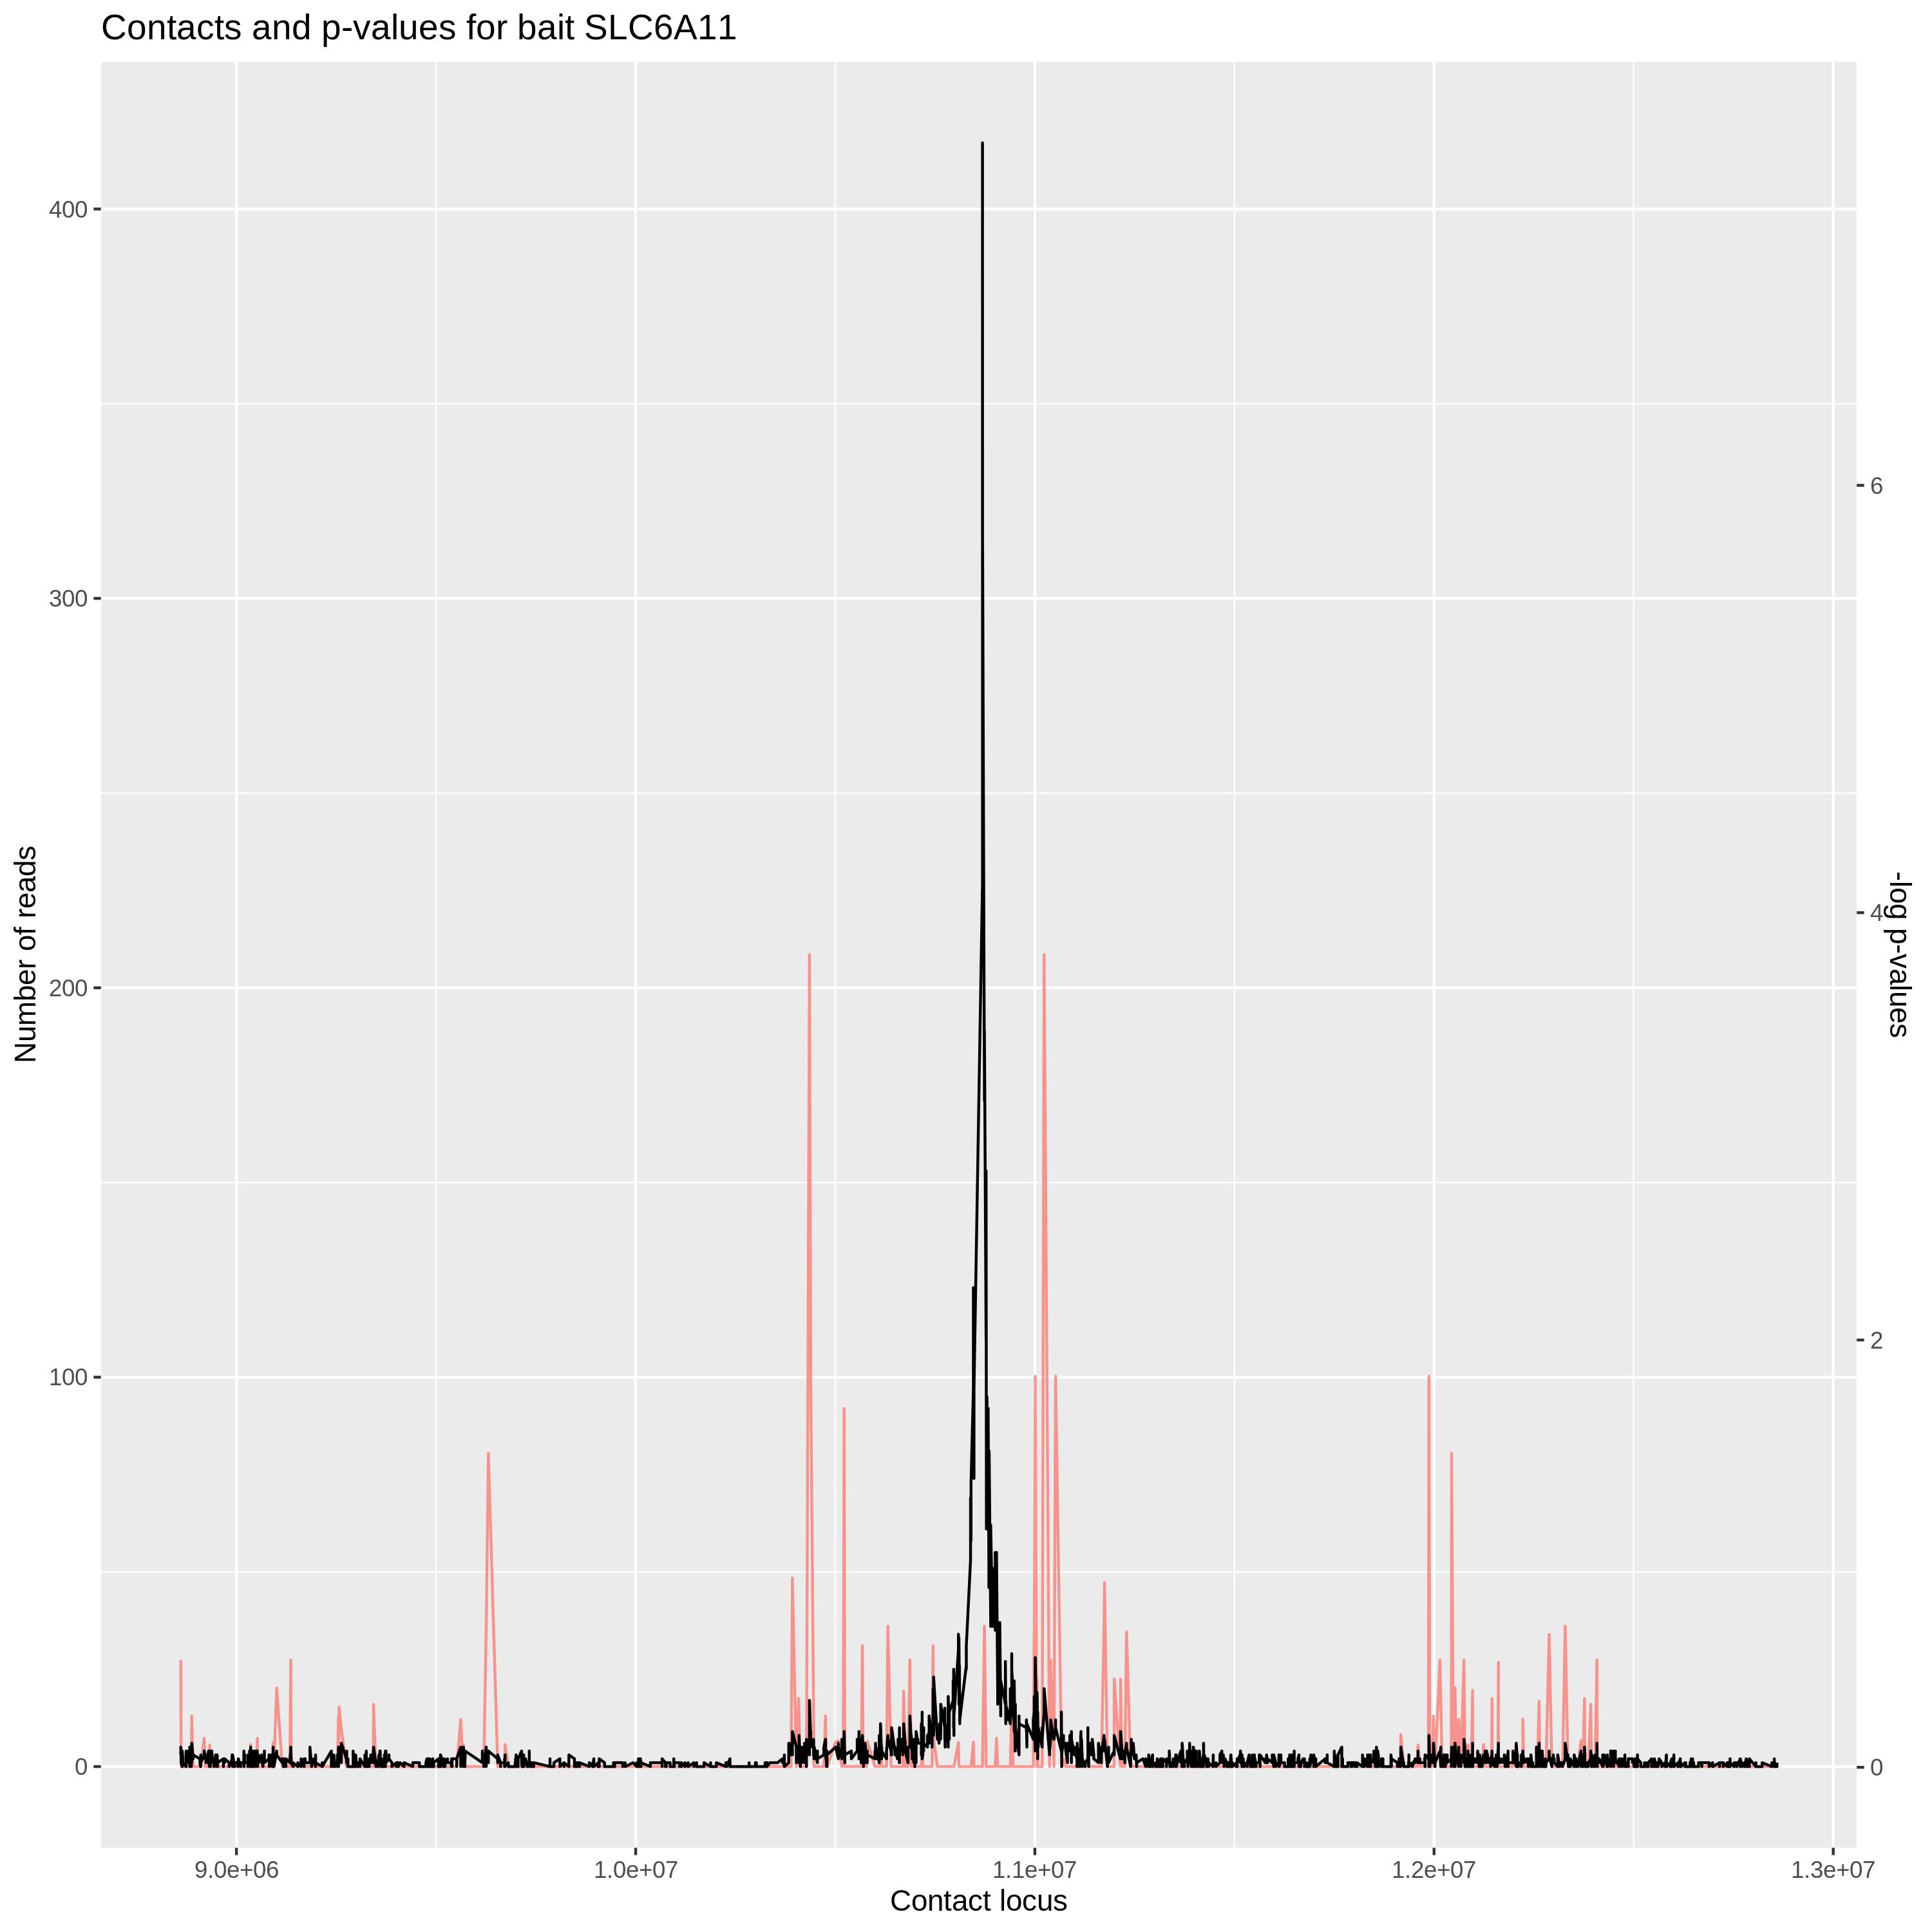 Contacts and p-values for bait SLC6A11
400
300
200
100
0
Number of reads
6
4
2
0
-log p-values
9.0e+06 1.0e+07 1.1e+07 1.2e+07 1.3e+07
Contact locus